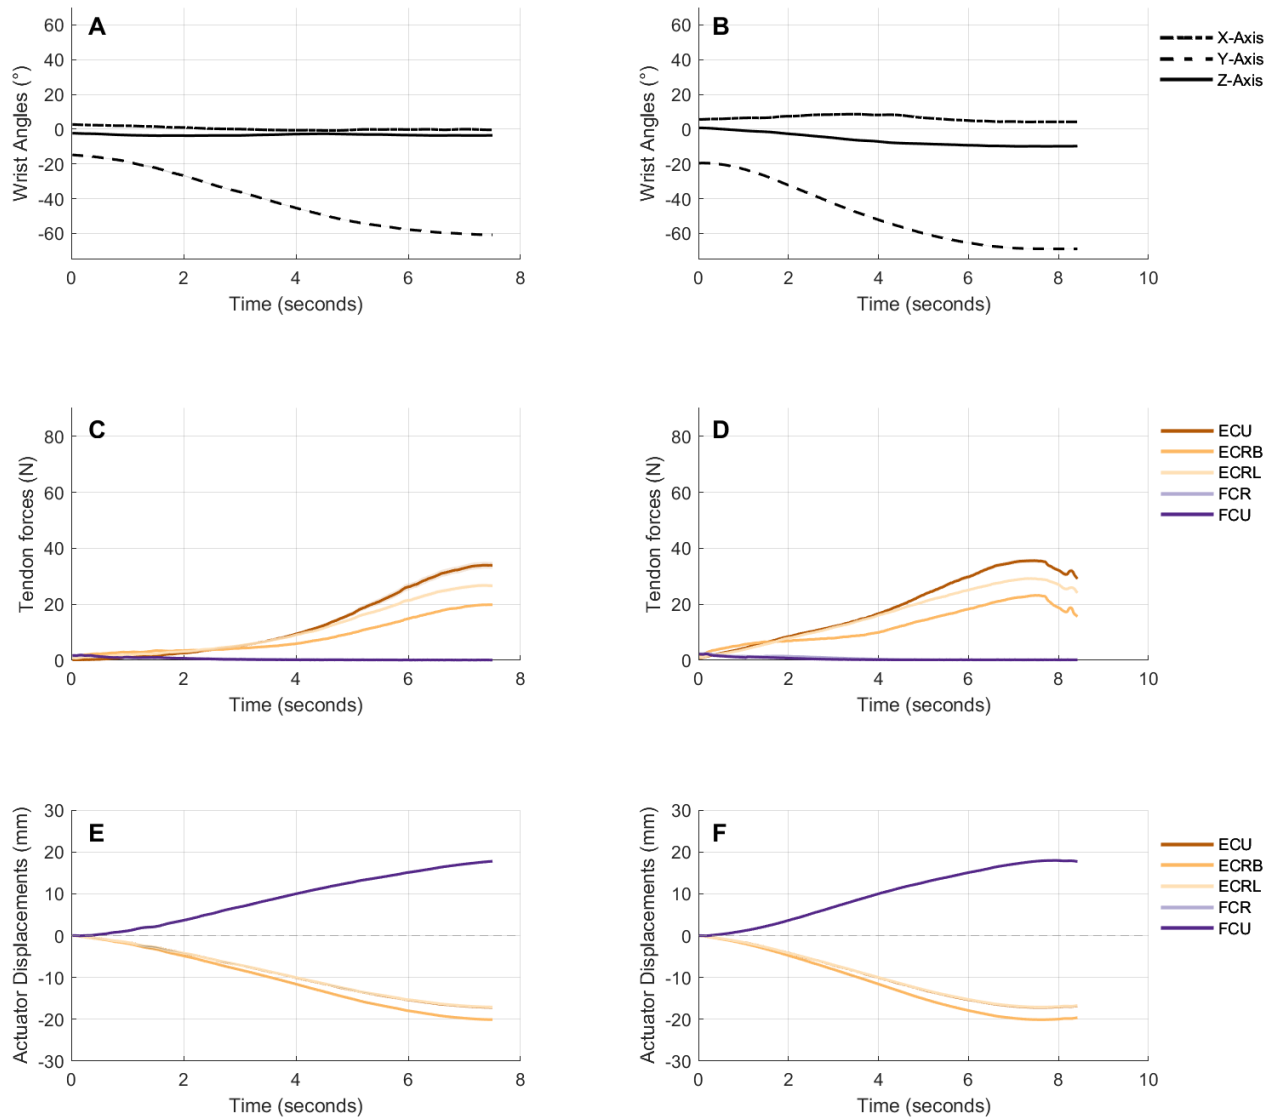 A
Wrist Angles (°)
60
40
20
0
-20
-40
-60
0 2 4 6 8
Time (seconds)
B
Wrist Angles (°)
60
40
20
0
-20
-40
-60
0 2 4 6 8 10
Time (seconds)
X-Axis
Y-Axis
Z-Axis
C
Tendon forces (N)
80
60
40
20
0
0 2 4 6 8
Time (seconds)
D
Tendon forces (N)
80
60
40
20
0
0 2 4 6 8 10
Time (seconds)
ECU
ECRB
ECRL
FCR
FCU
E
Actuator Displacements (mm)
30
20
10
0
-10
-20
-30
0 2 4 6 8
Time (seconds)
F
Actuator Displacements (mm)
30
20
10
0
-10
-20
-30
0 2 4 6 8 10
Time (seconds)
ECU
ECRB
ECRL
FCR
FCU